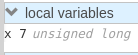 local variables
x 7 unsigned long